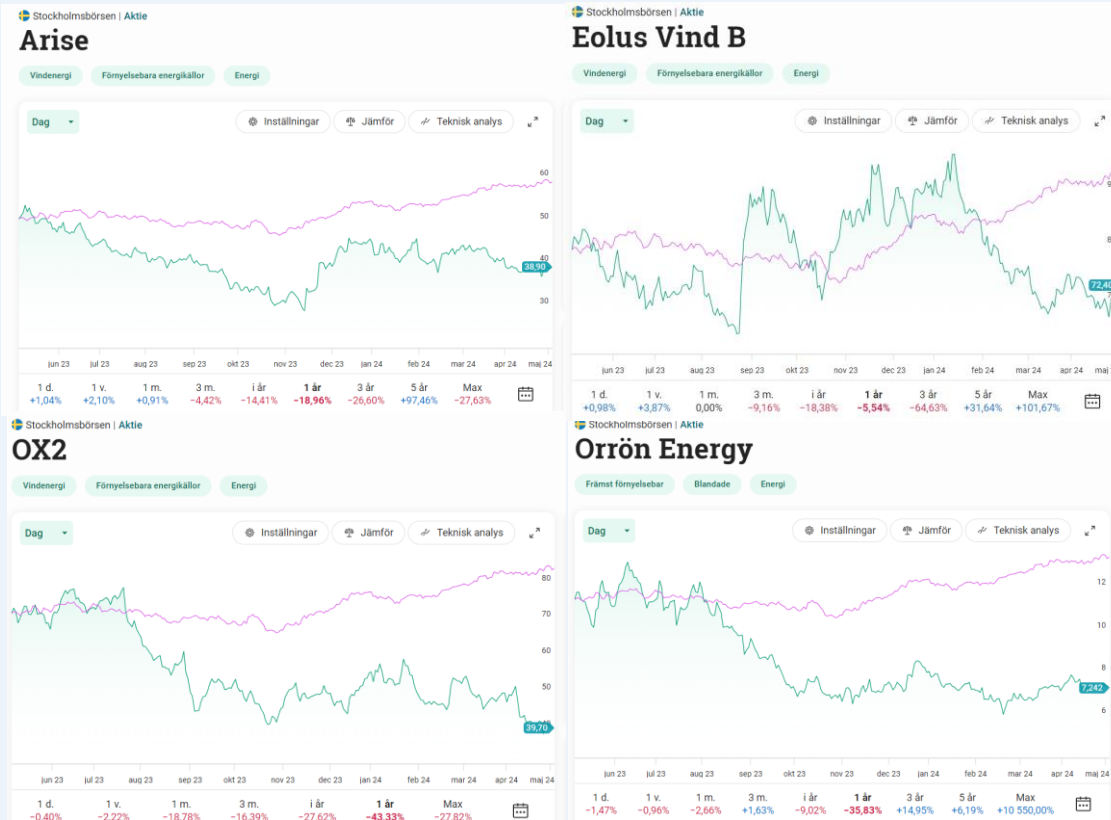 Stockholmsbörsen | Aktie
Arise
Vindenergi Förnyelsebara energikällor Energi
Dag Inställningar Jämför Teknisk analys
60
50
40
38,90
30
jun 23 jul 23 aug 23 sep 23 okt 23 nov 23 dec 23 jan 24 feb 24 mar 24 apr 24 maj 24
1 d. 1 v. 1 m. 3 m. i år 1 år 3 år 5 år Max
+1,04% +2,10% +0,91% −4,42% −14,41% −18,96% −26,60% +97,46% −27,63%
Stockholmsbörsen | Aktie
Eolus Vind B
Vindenergi Förnyelsebara energikällor Energi
Dag Inställningar Jämför Teknisk analys
9
8
72,40
7
jun 23 jul 23 aug 23 sep 23 okt 23 nov 23 dec 23 jan 24 feb 24 mar 24 apr 24 maj
1 d. 1 v. 1 m. 3 m. i år 1 år 3 år 5 år Max
+0,98% +3,87% 0,00% −9,16% −18,38% −5,54% −64,63% +31,64% +101,67%
Stockholmsbörsen | Aktie
OX2
Vindenergi Förnyelsebara energikällor Energi
Dag Inställningar Jämför Teknisk analys
80
70
60
50
39,70
jun 23 jul 23 aug 23 sep 23 okt 23 nov 23 dec 23 jan 24 feb 24 mar 24 apr 24 maj 24
1 d. 1 v. 1 m. 3 m. i år 1 år Max
−0,40% −2,22% −18,78% −16,39% −27,62% −43,33% −27,82%
Stockholmsbörsen | Aktie
Orrön Energy
Främst förnyelsebar Blandade Energi
Dag Inställningar Jämför Teknisk analys
12
10
8
7,242
6
jun 23 jul 23 aug 23 sep 23 okt 23 nov 23 dec 23 jan 24 feb 24 mar 24 apr 24 maj 24
1 d. 1 v. 1 m. 3 m. i år 1 år 3 år 5 år Max
−1,47% −0,96% −2,66% +1,63% −9,02% −35,83% +14,95% +6,19% +10 550,00%